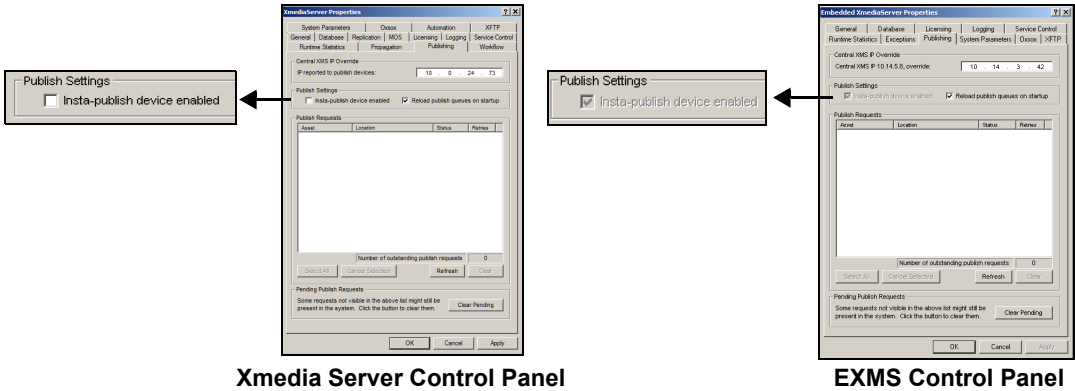 Publish Settings
Insta-publish device enabled
XmediaServer Properties
System Parameters Oxsox Automation XFTP
General Database Replication MOS Licensing Logging Service Control
Runtime Statistics Propagation Publishing Workflow
Central XMS IP Override
IP reported to publish devices: 10 . 0 . 24 . 73
Publish Settings
Insta-publish device enabled Reload publish queues on startup
Publish Requests
Asset Location Status Retries
Number of outstanding publish requests 0
Select All Cancel Selected Refresh Clear
Pending Publish Requests
Some requests not visible in the above list might still be
present in the system. Click the button to clear them.
Clear Pending
OK Cancel Apply
Xmedia Server Control Panel
Publish Settings
Insta-publish device enabled
Embedded XmediaServer Properties
General Database Licensing Logging Service Control
Runtime Statistics Exceptions Publishing System Parameters Oxsox XFTP
Central XMS IP Override
Central XMS IP 10.14.5.8, override: 10 . 14 . 3 . 42
Publish Settings
Insta-publish device enabled Reload publish queues on startup
Publish Requests
Asset Location Status Retries
Number of outstanding publish requests 0
Select All Cancel Selected Refresh Clear
Pending Publish Requests
Some requests not visible in the above list might still be
present in the system. Click the button to clear them.
Clear Pending
OK Cancel Apply
EXMS Control Panel